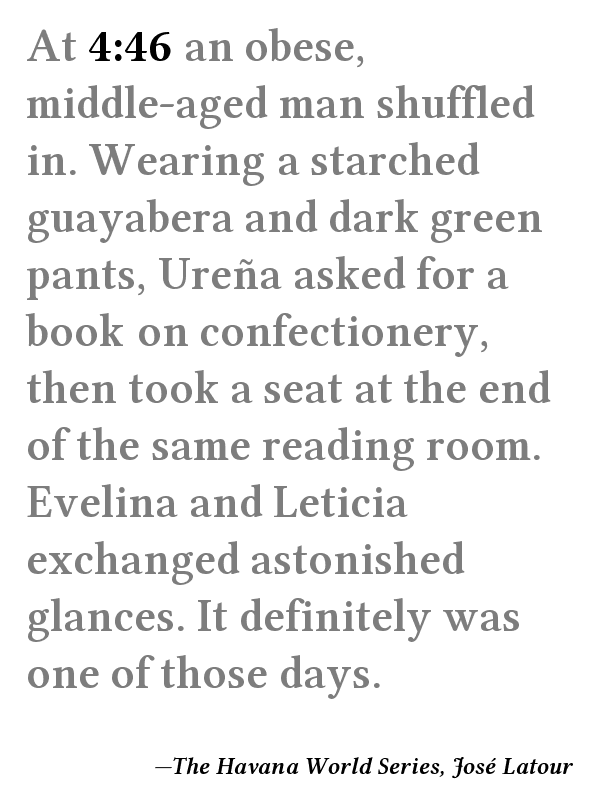 At 4:46 an obese,
middle-aged man shuffled
in. Wearing a starched
guayabera and dark green
pants, Ureña asked for a
book on confectionery,
then took a seat at the end
of the same reading room.
Evelina and Leticia
exchanged astonished
glances. It definitely was
one of those days.
—The Havana World Series, José Latour